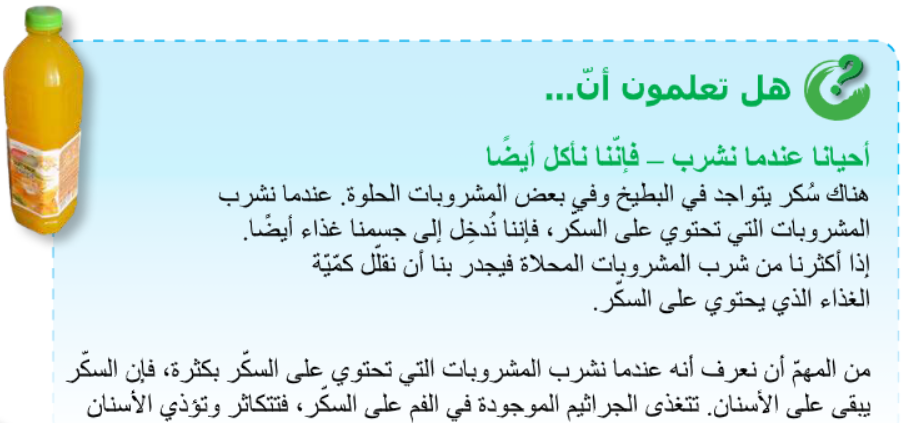 هل تعلمون أنّ...
أحيانا عندما نشرب – فإنّنا نأكل أيضًا
هناك سُكر يتواجد في البطيخ وفي بعض المشروبات الحلوة. عندما نشرب
المشروبات التي تحتوي على السكّر، فإننا نُدخِل إلى جسمنا غذاء أيضًا.
إذا أكثرنا من شرب المشروبات المحلاة فيجدر بنا أن نقلّل كمّيّة
الغذاء الذي يحتوي على السكّر.
من المهمّ أن نعرف أنه عندما نشرب المشروبات التي تحتوي على السكّر بكثرة، فإن السكّر
يبقى على الأسنان. تتغذى الجراثيم الموجودة في الفم على السكّر، فتتكاثر وتؤذي الأسنان